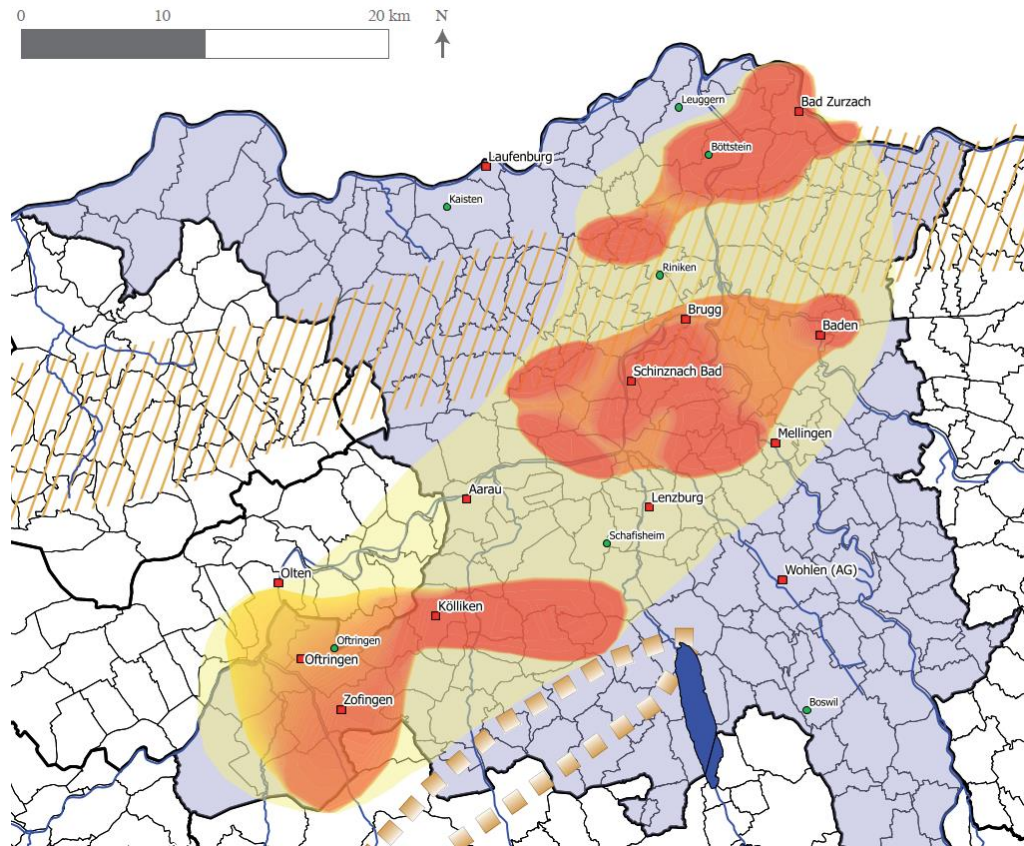 0 10 20 km N
Leuggern
Bad Zurzach
Böttstein
Laufenburg
Kaisten
Riniken
Brugg
Baden
Schinznach Bad
Mellingen
Aarau
Lenzburg
Schafisheim
Olten
Wohlen (AG)
Kölliken
Oftringen
Oftringen
Zofingen
Boswil